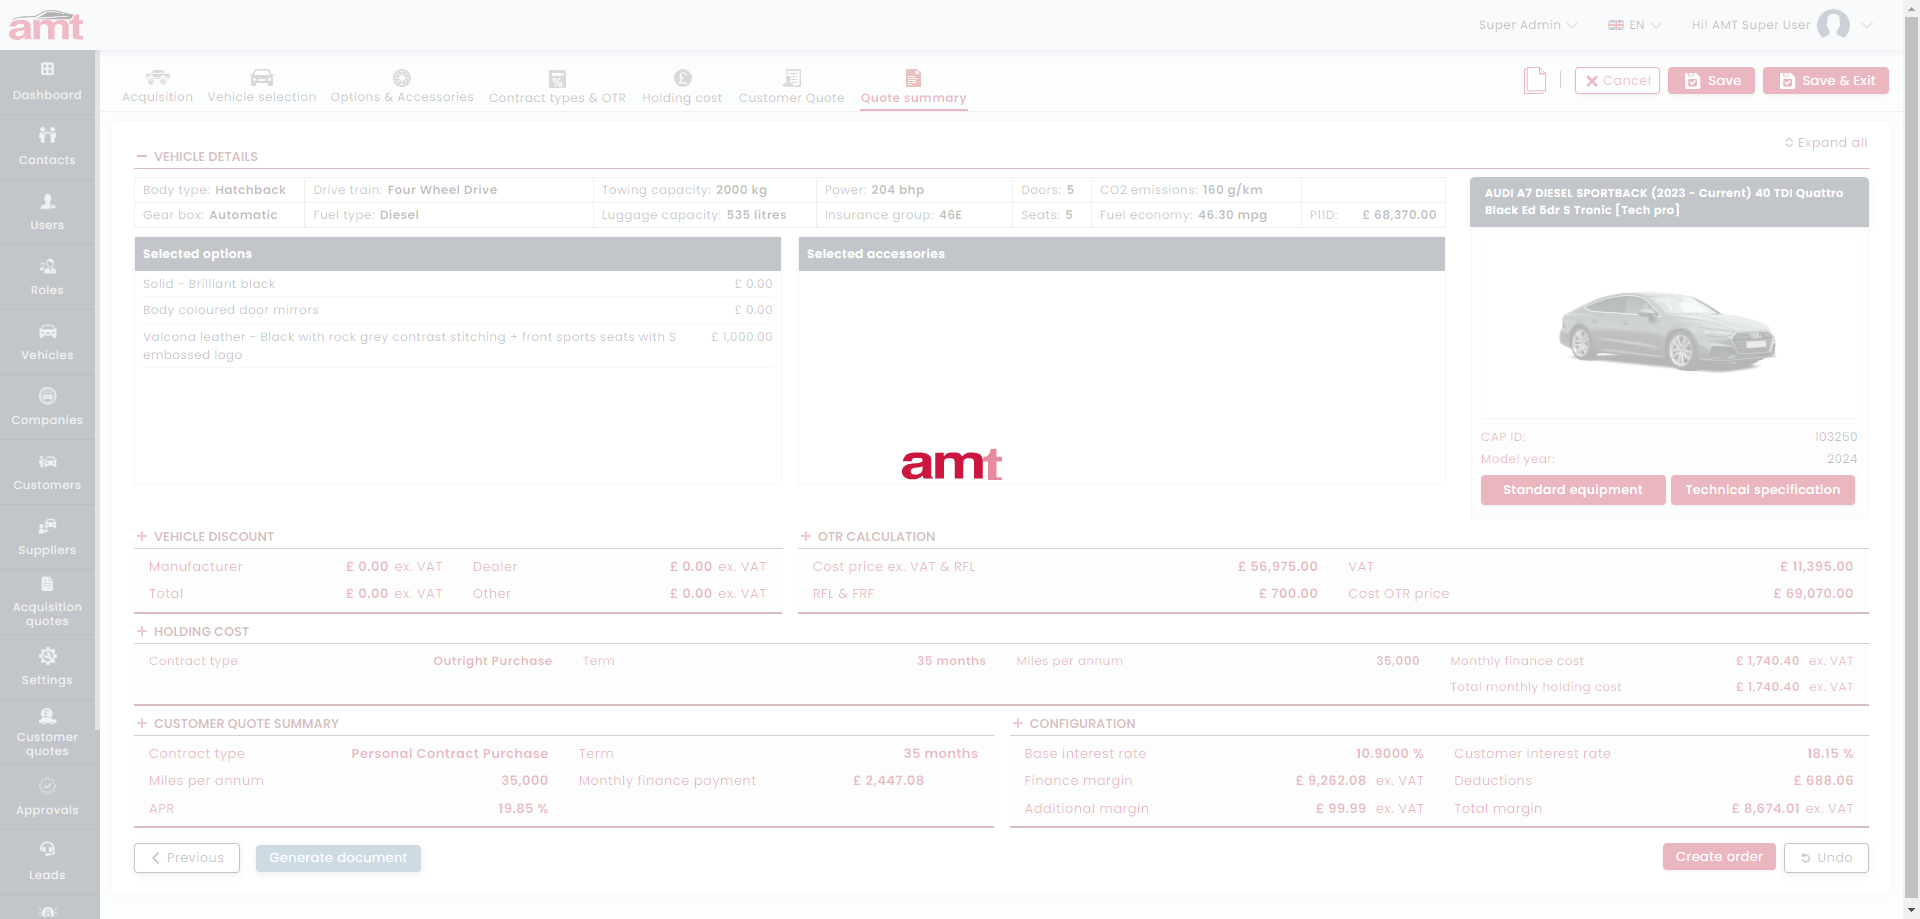 amt
Super Admin EN Hi! AMT Super User
Dashboard
Contacts
Users
Roles
Vehicles
Companies
Customers
Suppliers
Acquisition
quotes
Settings
Customer
quotes
Approvals
Leads
Acquisition Vehicle selection Options & Accessories Contract types & OTR Holding cost Customer Quote Quote summary
Cancel Save Save & Exit
Expand all
VEHICLE DETAILS
Body type: Hatchback Drive train: Four Wheel Drive Towing capacity: 2000 kg Power: 204 bhp Doors: 5 CO2 emissions: 160 g/km
Gear box: Automatic Fuel type: Diesel Luggage capacity: 535 litres Insurance group: 46E Seats: 5 Fuel economy: 46.30 mpg P11D: £ 68,370.00
Selected options
Solid - Brilliant black £ 0.00
Body coloured door mirrors £ 0.00
Valcona leather - Black with rock grey contrast stitching + front sports seats with S £ 1,000.00
embossed logo
Selected accessories
amt
AUDI A7 DIESEL SPORTBACK (2023 - Current) 40 TDI Quattro
Black Ed 5dr S Tronic [Tech pro]
CAP ID: 103250
Model year: 2024
Standard equipment Technical specification
VEHICLE DISCOUNT
Manufacturer £ 0.00 ex. VAT Dealer £ 0.00 ex. VAT
Total £ 0.00 ex. VAT Other £ 0.00 ex. VAT
OTR CALCULATION
Cost price ex. VAT & RFL £ 56,975.00 VAT £ 11,395.00
RFL & FRF £ 700.00 Cost OTR price £ 69,070.00
HOLDING COST
Contract type Outright Purchase Term 35 months Miles per annum 35,000 Monthly finance cost £ 1,740.40 ex. VAT
Total monthly holding cost £ 1,740.40 ex. VAT
CUSTOMER QUOTE SUMMARY
Contract type Personal Contract Purchase Term 35 months
Miles per annum 35,000 Monthly finance payment £ 2,447.08
APR 19.85 %
CONFIGURATION
Base interest rate 10.9000 % Customer interest rate 18.15 %
Finance margin £ 9,262.08 ex. VAT Deductions £ 688.06
Additional margin £ 99.99 ex. VAT Total margin £ 8,674.01 ex. VAT
Previous Generate document Create order Undo